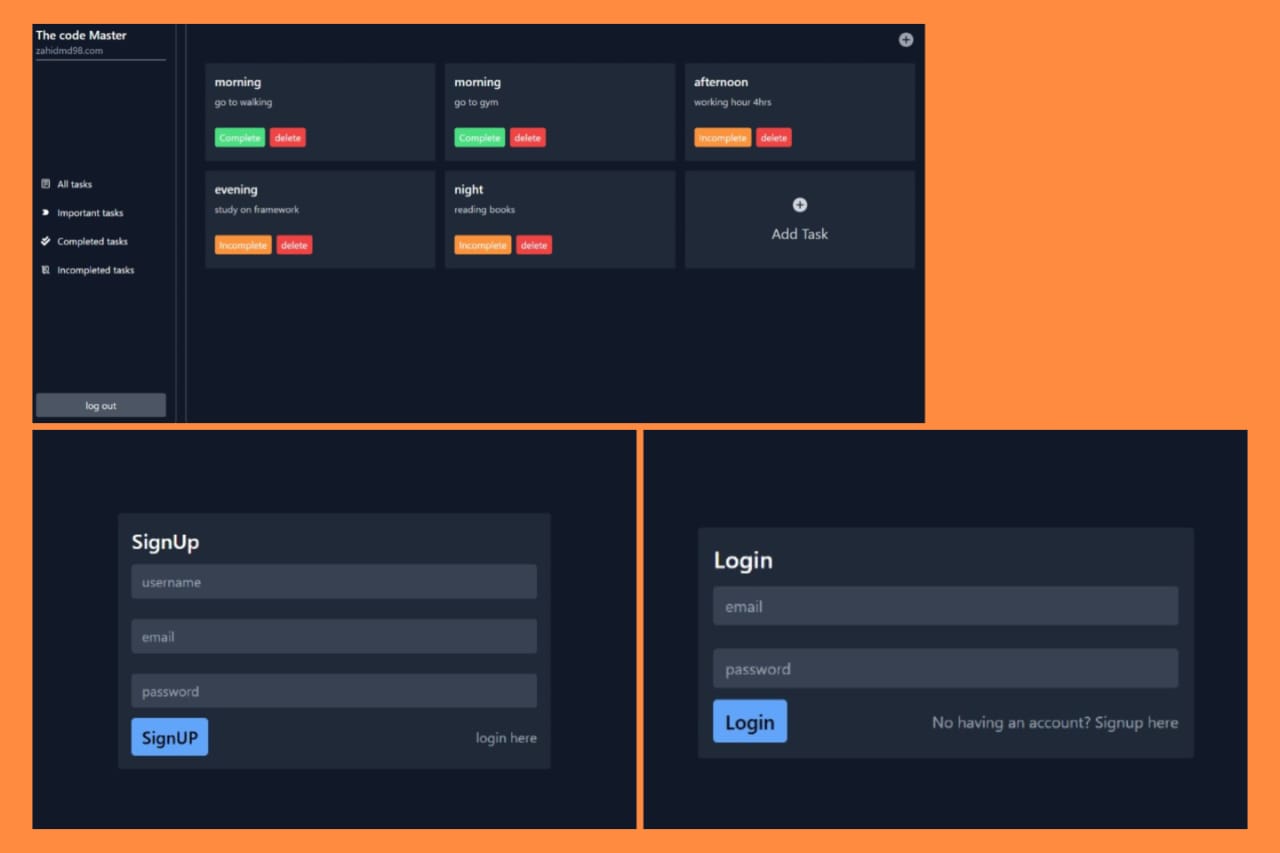 The code Master
zahidmd98.com
All tasks
Important tasks
Completed tasks
Incompleted tasks
log out
morning
go to walking
Complete delete
morning
go to gym
Complete delete
afternoon
working hour 4hrs
Incomplete delete
evening
study on framework
Incomplete delete
night
reading books
Incomplete delete
Add Task
SignUp
username
email
password
SignUP login here
Login
email
password
Login No having an account? Signup here